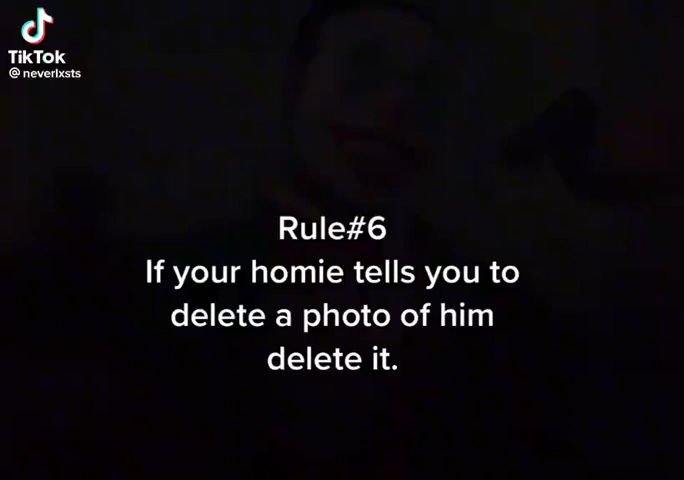 TikTok
@neverlxsts
Rule#6
If your homie tells you to
delete a photo of him
delete it.